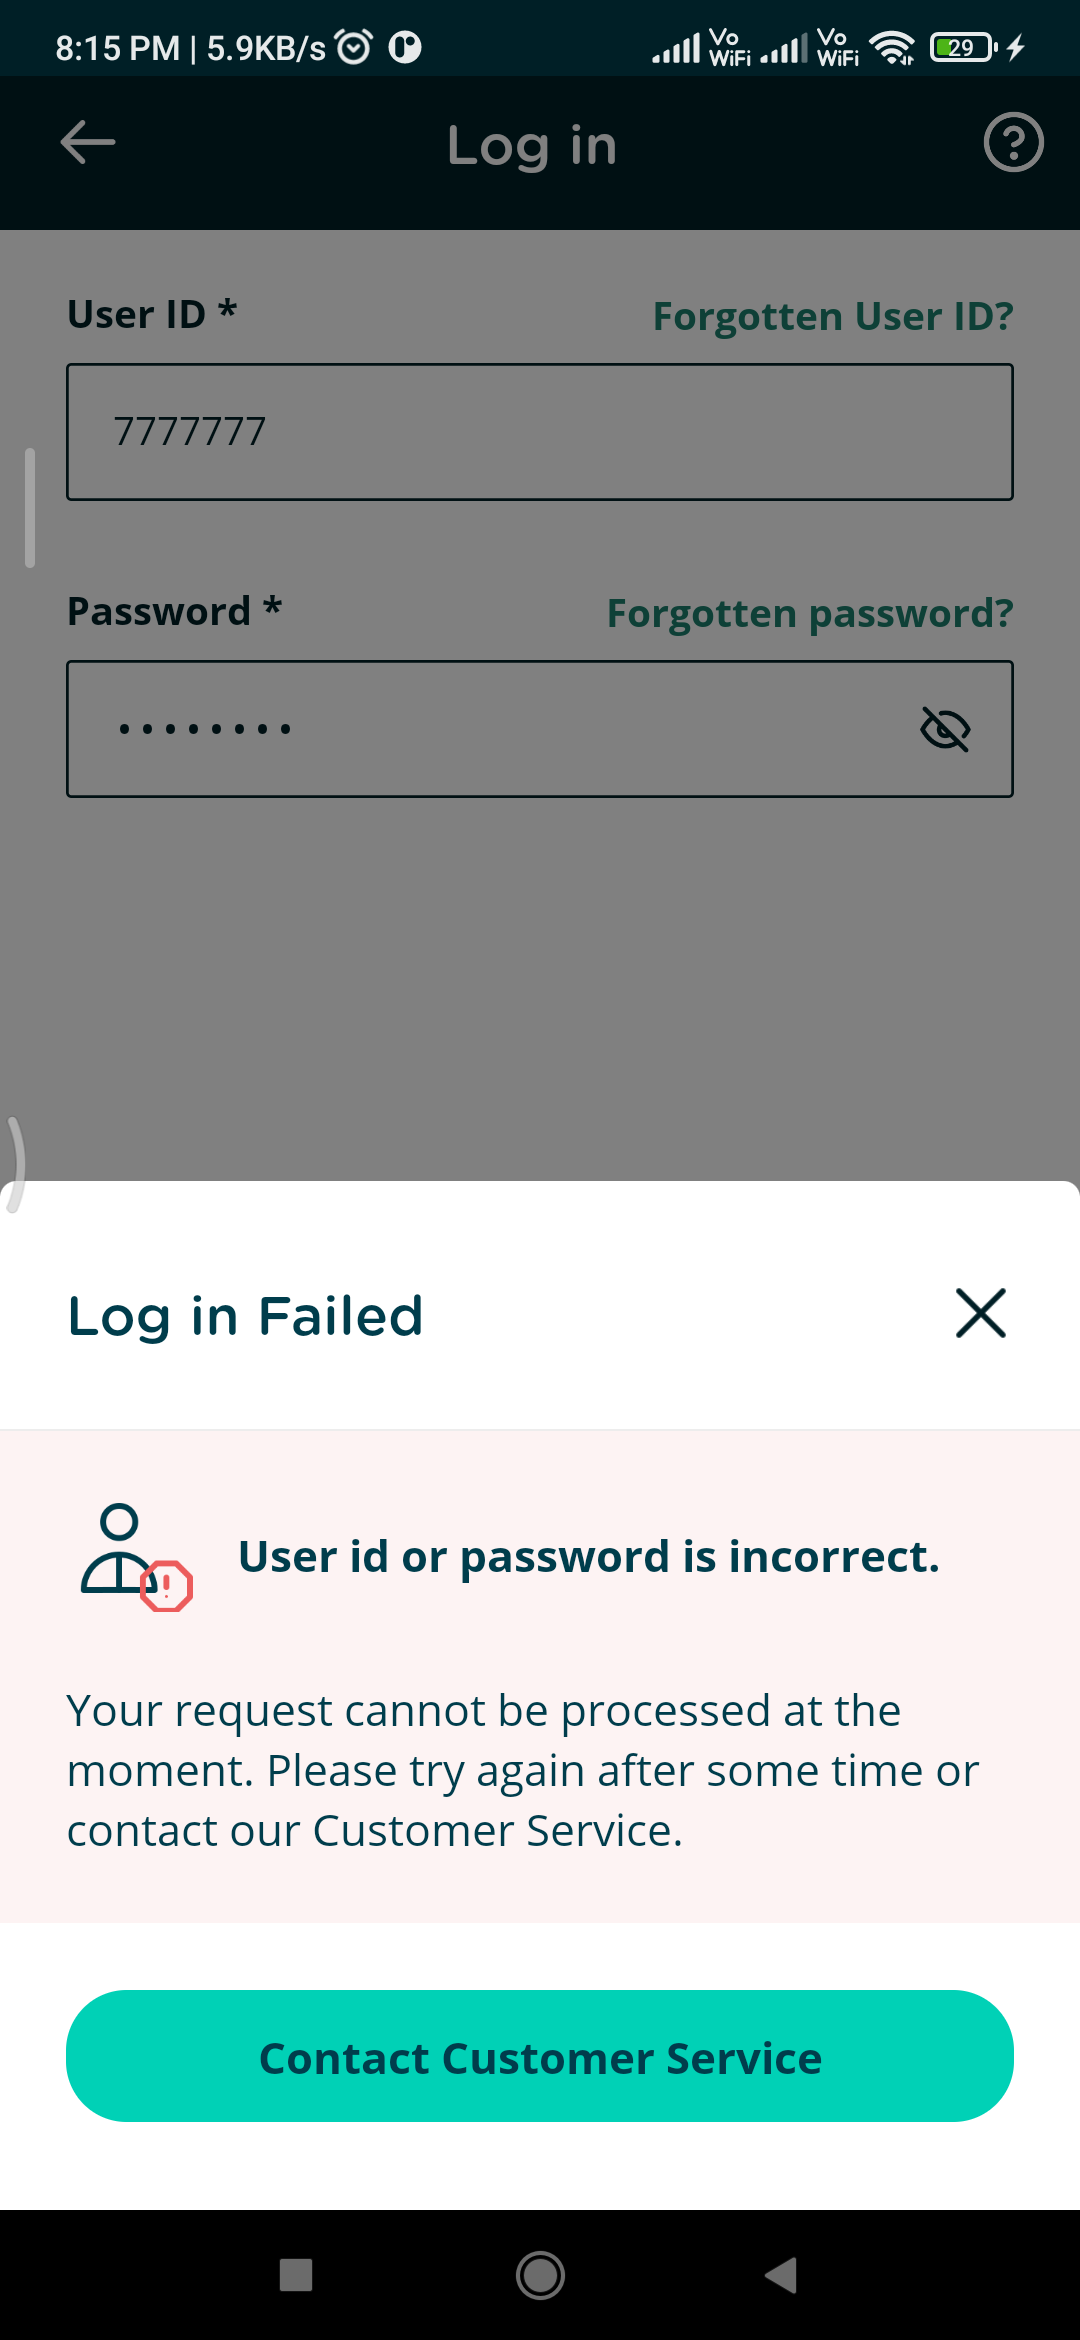 8:15 PM | 5.9KB/s Vo WiFi Vo WiFi 29
Log in
User ID * Forgotten User ID?
7777777
Password * Forgotten password?
••••••••
Log in Failed
User id or password is incorrect.
Your request cannot be processed at the
moment. Please try again after some time or
contact our Customer Service.
Contact Customer Service